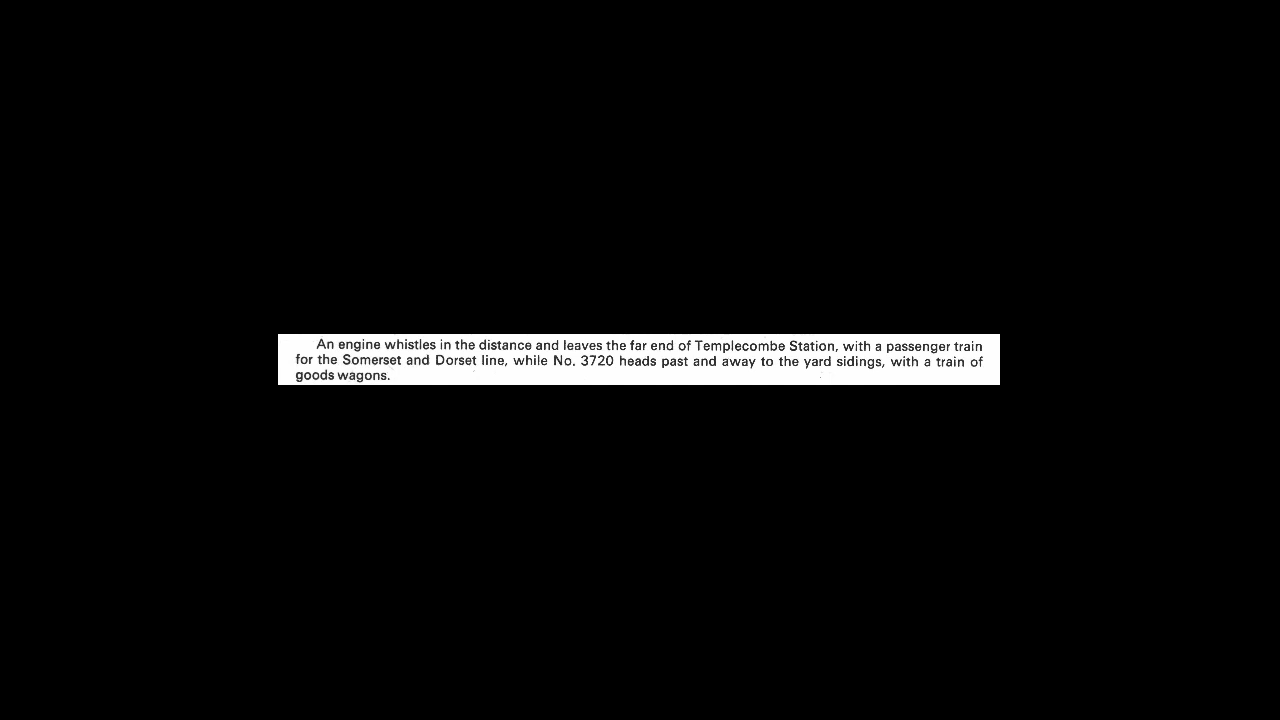 An engine whistles in the distance and leaves the far end of Templecombe Station, with a passenger train
for the Somerset and Dorset line, while No. 3720 heads past and away to the yard sidings, with a train of
goods wagons.